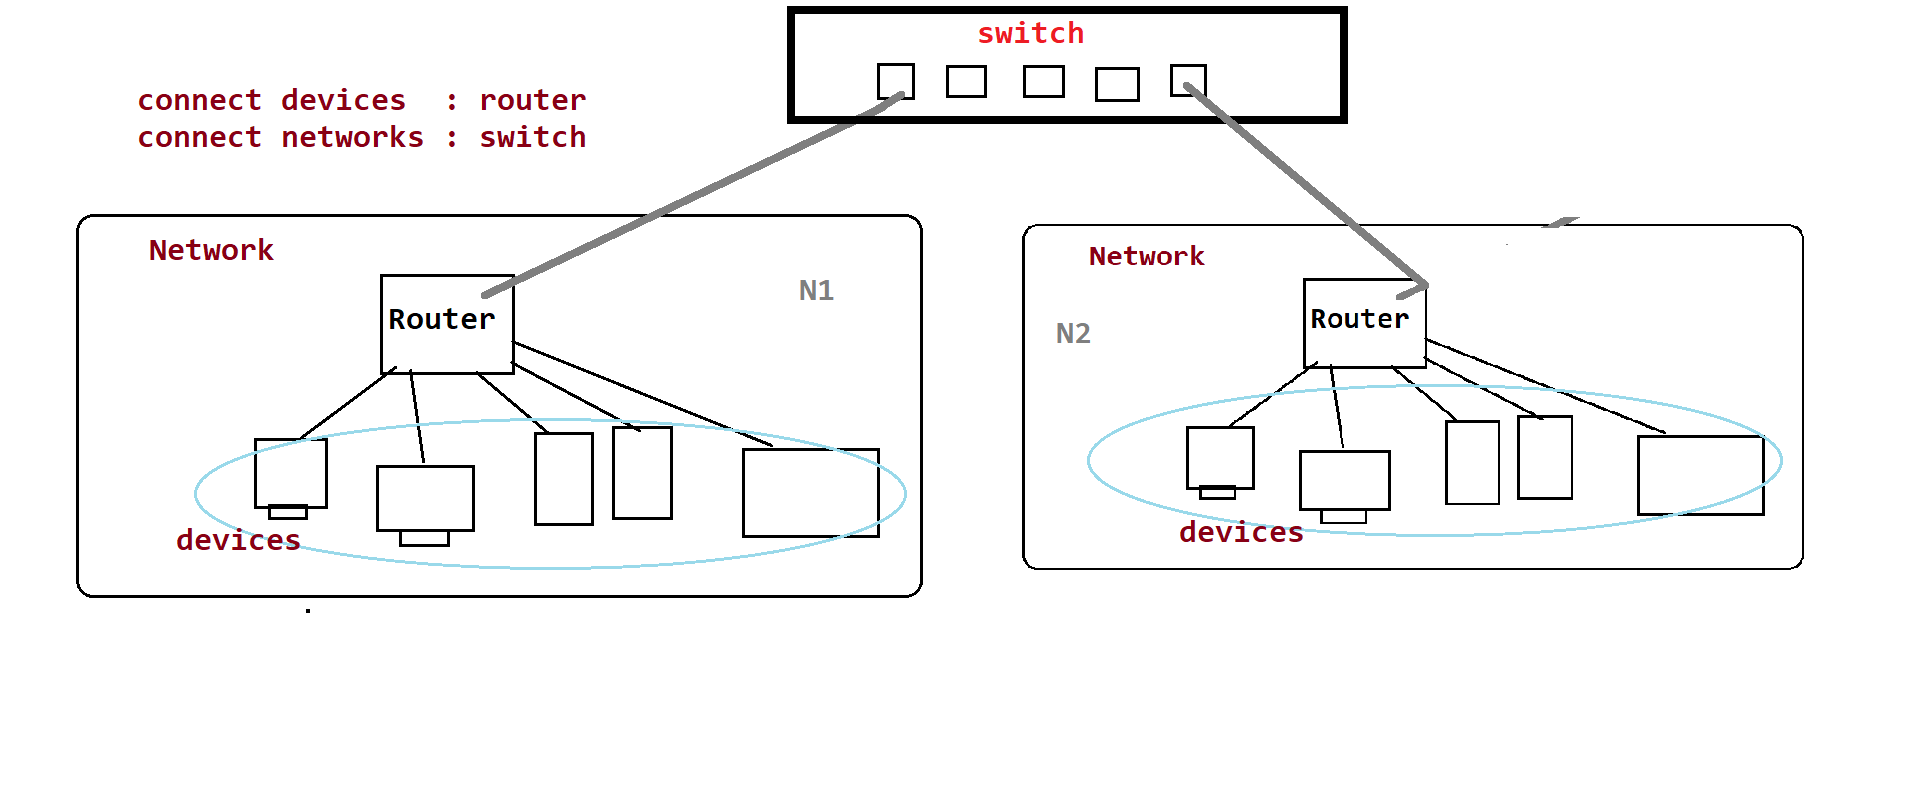 switch
connect devices  : router
connect networks : switch
Network
N1
Router
devices
Network
N2
Router
devices